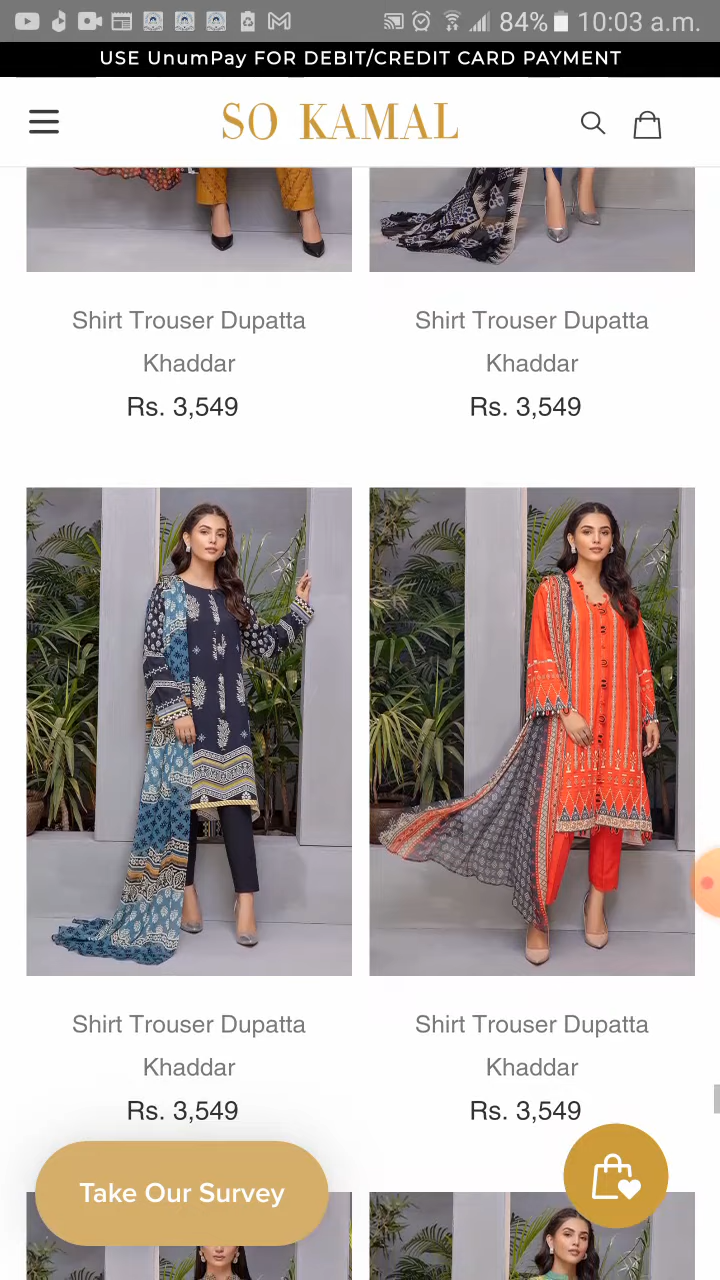 84% 10:03 a.m.
USE UnumPay FOR DEBIT/CREDIT CARD PAYMENT
SO KAMAL
Shirt Trouser Dupatta
Khaddar
Rs. 3,549
Shirt Trouser Dupatta
Khaddar
Rs. 3,549
Shirt Trouser Dupatta
Khaddar
Rs. 3,549
Shirt Trouser Dupatta
Khaddar
Rs. 3,549
Take Our Survey